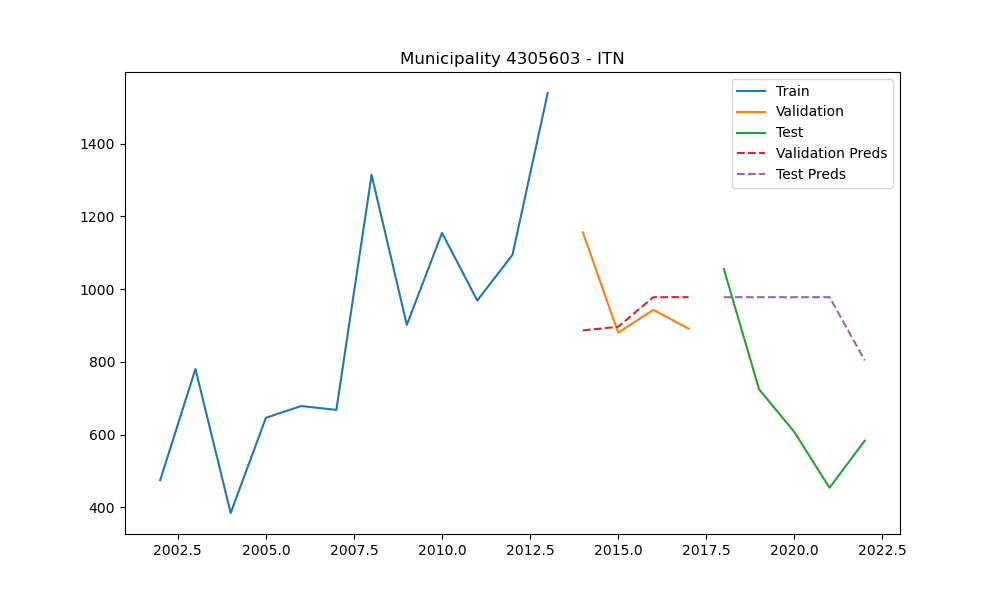 Municipality 4305603 - ITN
Train
Validation
Test
Validation Preds
Test Preds
1400
1200
1000
800
600
400
2002.5 2005.0 2007.5 2010.0 2012.5 2015.0 2017.5 2020.0 2022.5